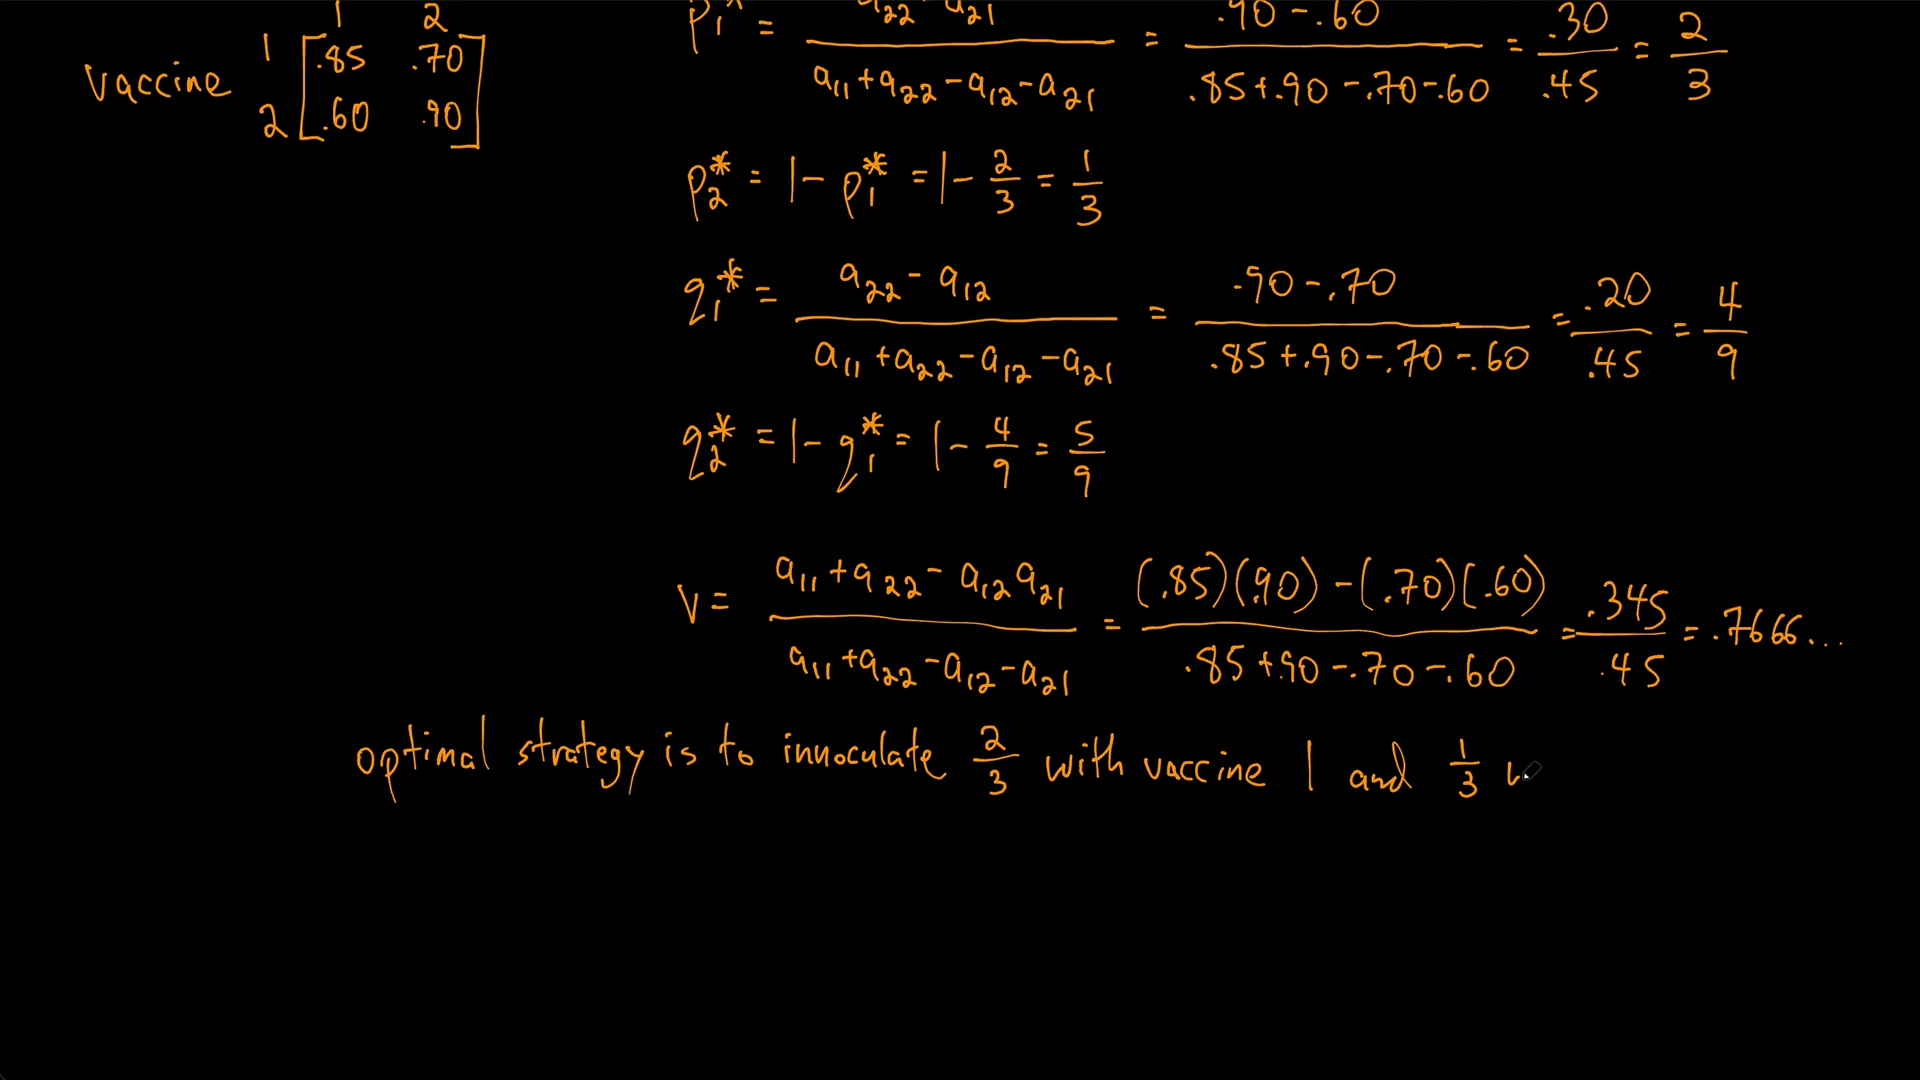 1 2
vaccine 1 [.85 .70]
2 [.60 .90]
p₁* = (a₂₂ - a₂₁)/(a₁₁+a₂₂-a₁₂-a₂₁) = (.90-.60)/(.85+.90-.70-.60) = .30/.45 = 2/3
p₂* = 1 - p₁* = 1 - 2/3 = 1/3
q₁* = (a₂₂ - a₁₂)/(a₁₁+a₂₂-a₁₂-a₂₁) = (.90-.70)/(.85+.90-.70-.60) = .20/.45 = 4/9
q₂* = 1 - q₁* = 1 - 4/9 = 5/9
v = (a₁₁+a₂₂-a₁₂a₂₁)/(a₁₁+a₂₂-a₁₂-a₂₁) = ((.85)(.90)-(.70)(.60))/(.85+.90-.70-.60) = .345/.45 = .7666...
optimal strategy is to innoculate 2/3 with vaccine 1 and 1/3